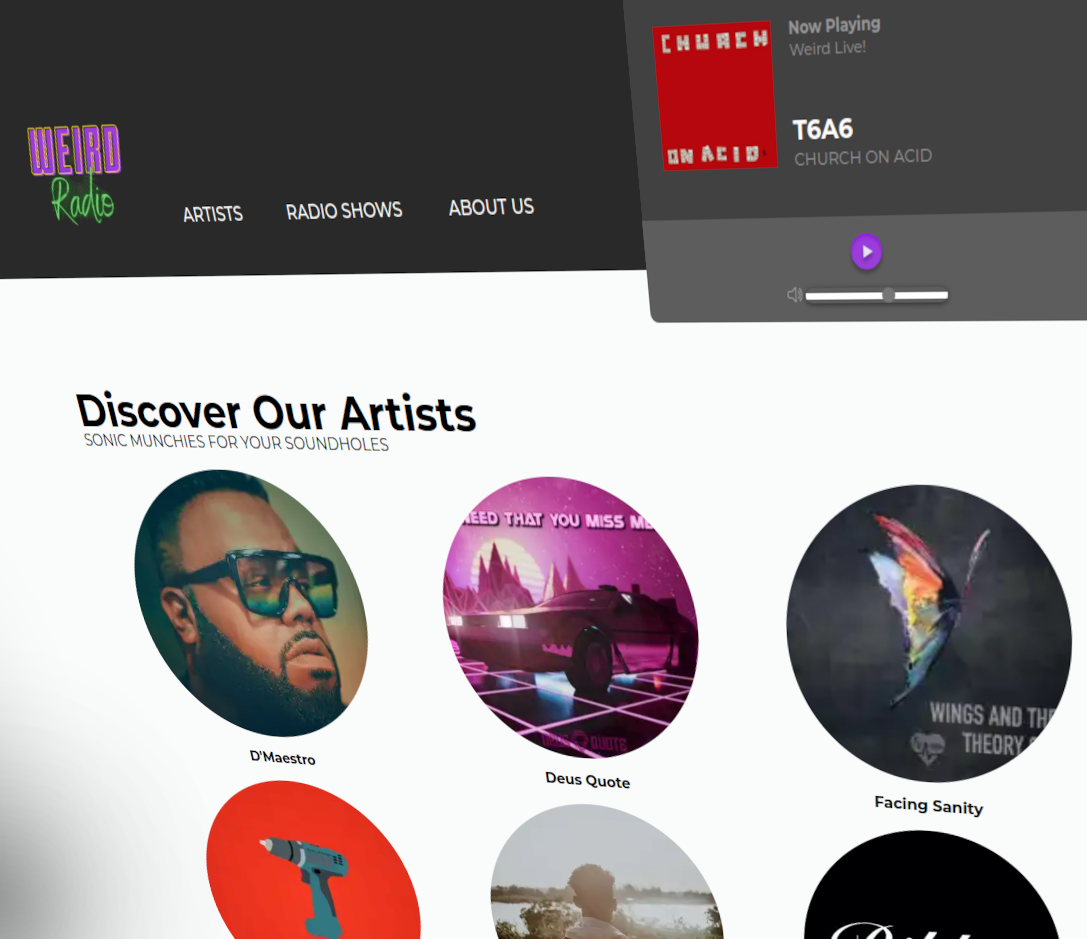 CHURCH
ON ACID
Now Playing
Weird Live!
T6A6
CHURCH ON ACID
WEIRD
Radio
ARTISTS
RADIO SHOWS
ABOUT US
Discover Our Artists
SONIC MUNCHIES FOR YOUR SOUNDHOLES
NEED THAT YOU MISS ME
QUOTE
WINGS AND THE
THEORY
D'Maestro
Deus Quote
Facing Sanity